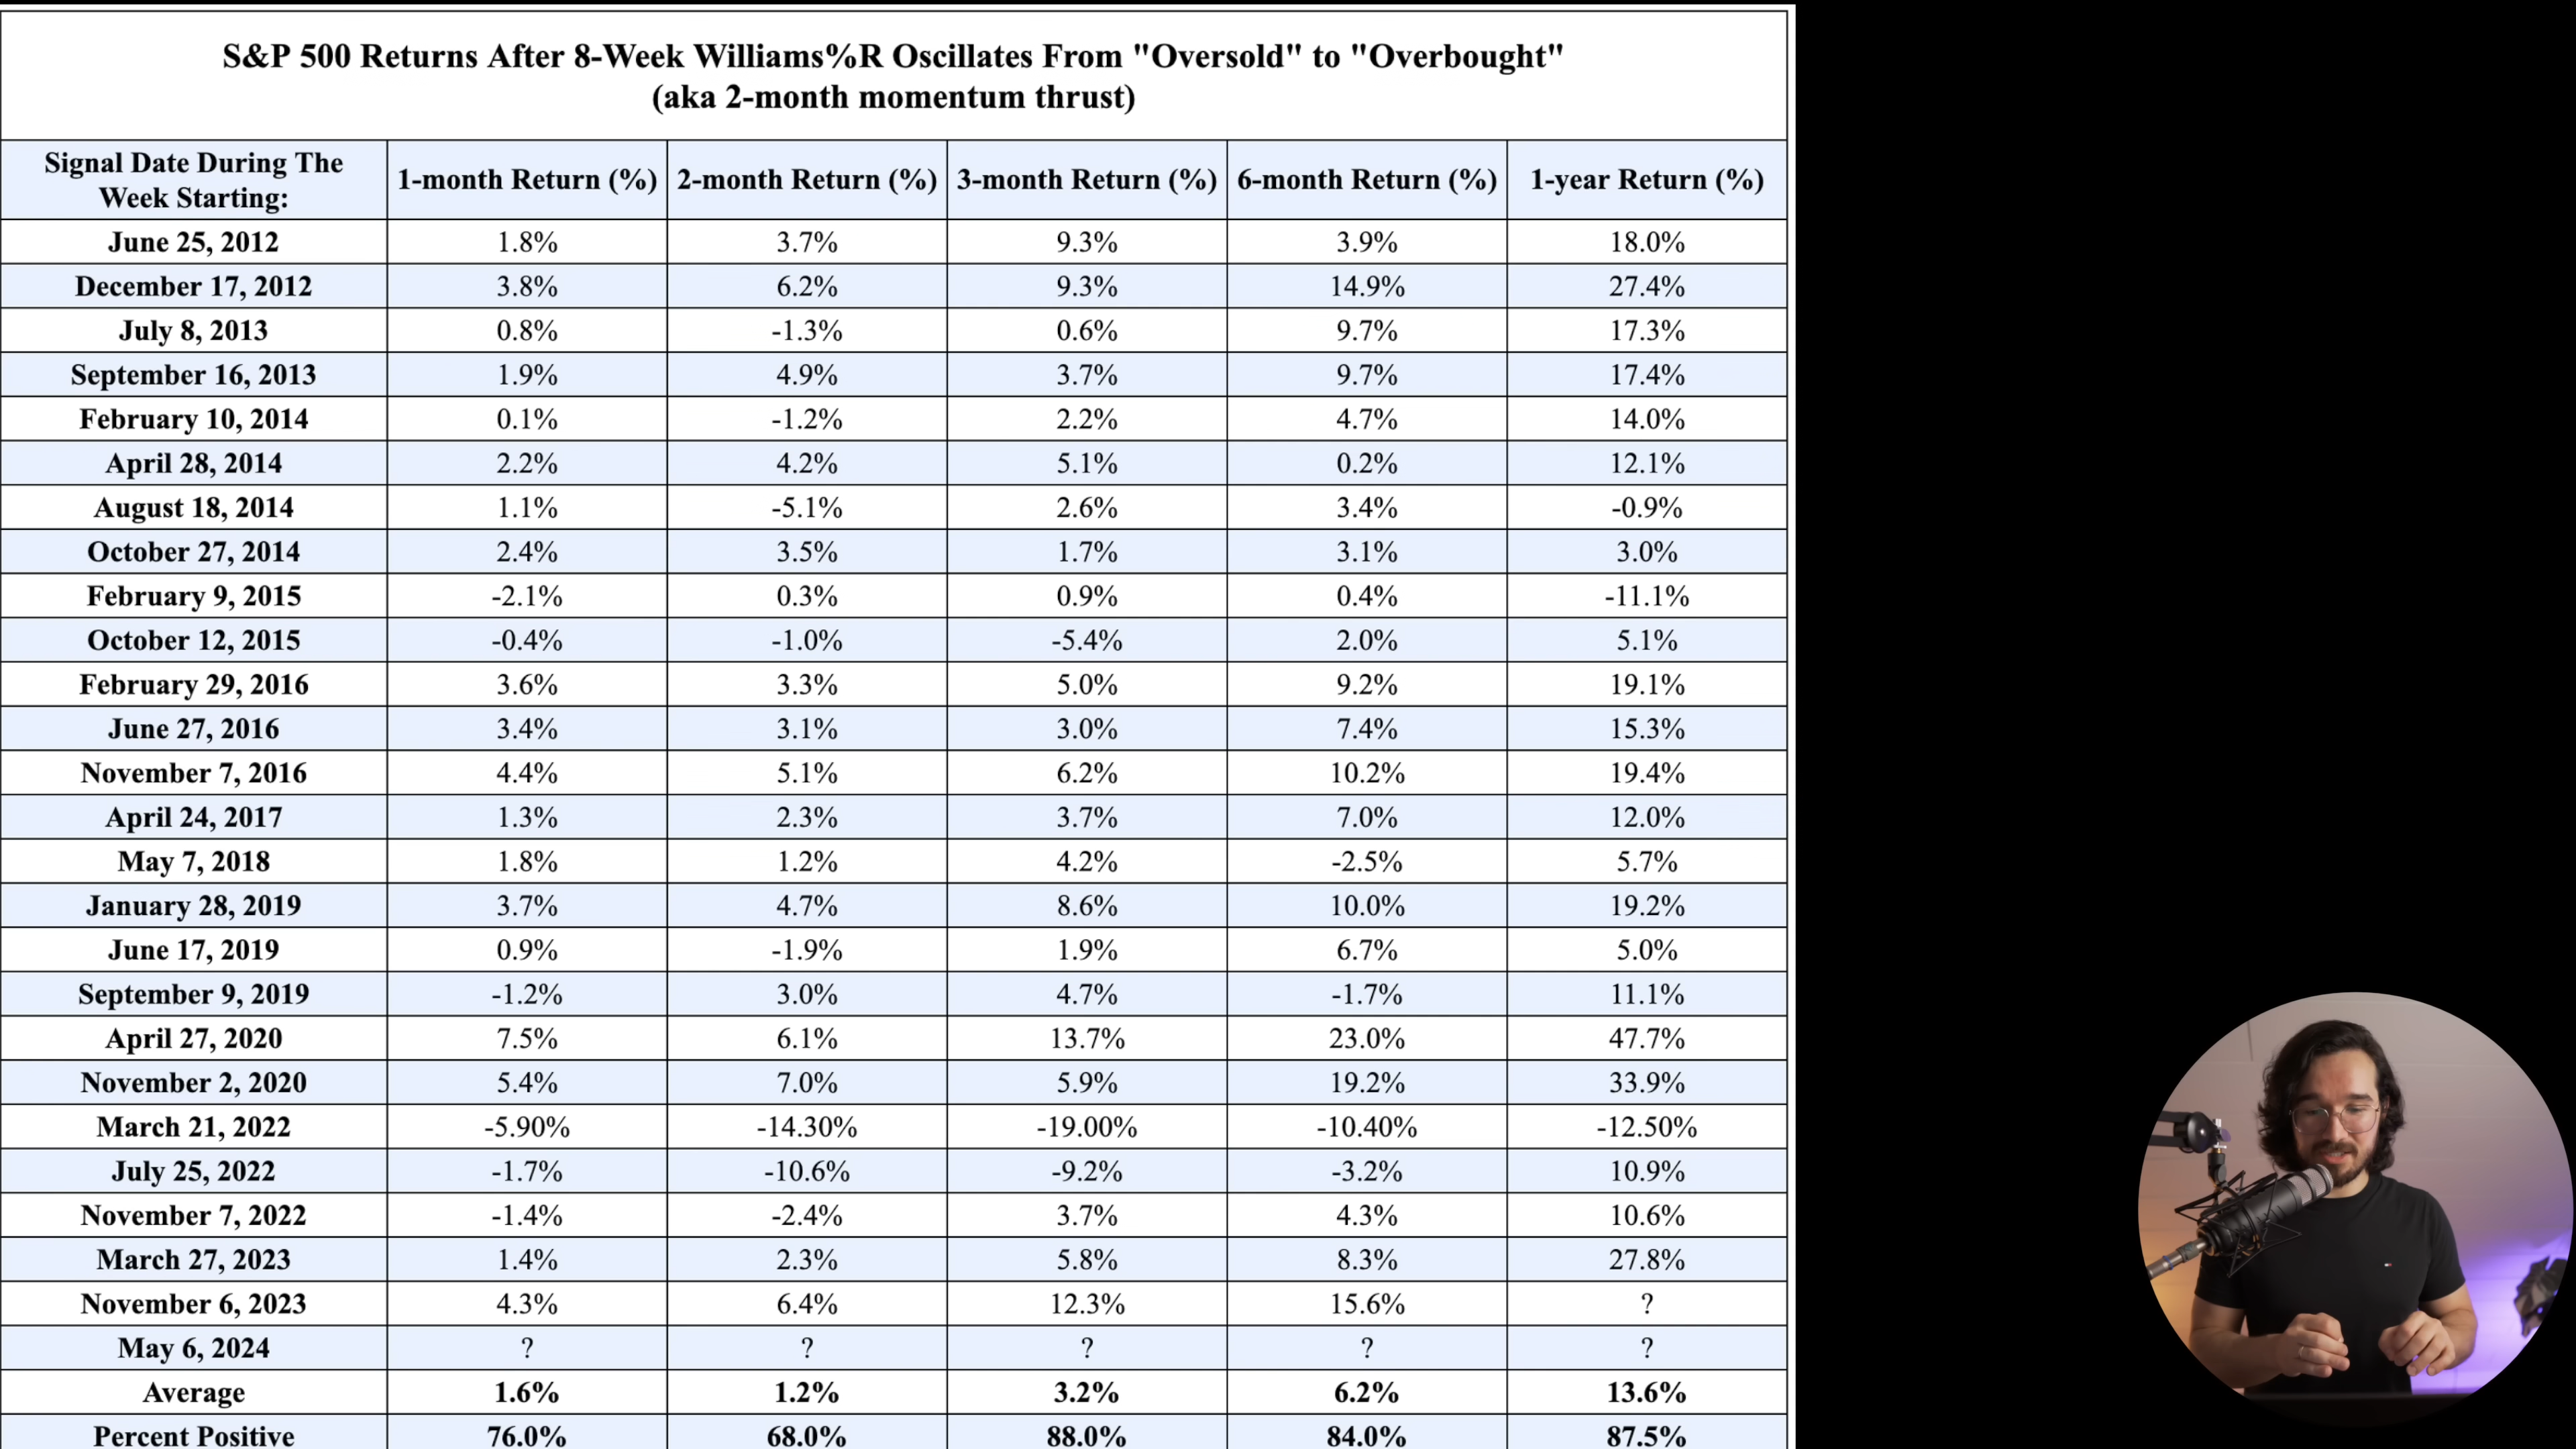 S&P 500 Returns After 8-Week Williams%R Oscillates From "Oversold" to "Overbought"
(aka 2-month momentum thrust)
Signal Date During The Week Starting: 1-month Return (%) 2-month Return (%) 3-month Return (%) 6-month Return (%) 1-year Return (%)
June 25, 2012 1.8% 3.7% 9.3% 3.9% 18.0%
December 17, 2012 3.8% 6.2% 9.3% 14.9% 27.4%
July 8, 2013 0.8% -1.3% 0.6% 9.7% 17.3%
September 16, 2013 1.9% 4.9% 3.7% 9.7% 17.4%
February 10, 2014 0.1% -1.2% 2.2% 4.7% 14.0%
April 28, 2014 2.2% 4.2% 5.1% 0.2% 12.1%
August 18, 2014 1.1% -5.1% 2.6% 3.4% -0.9%
October 27, 2014 2.4% 3.5% 1.7% 3.1% 3.0%
February 9, 2015 -2.1% 0.3% 0.9% 0.4% -11.1%
October 12, 2015 -0.4% -1.0% -5.4% 2.0% 5.1%
February 29, 2016 3.6% 3.3% 5.0% 9.2% 19.1%
June 27, 2016 3.4% 3.1% 3.0% 7.4% 15.3%
November 7, 2016 4.4% 5.1% 6.2% 10.2% 19.4%
April 24, 2017 1.3% 2.3% 3.7% 7.0% 12.0%
May 7, 2018 1.8% 1.2% 4.2% -2.5% 5.7%
January 28, 2019 3.7% 4.7% 8.6% 10.0% 19.2%
June 17, 2019 0.9% -1.9% 1.9% 6.7% 5.0%
September 9, 2019 -1.2% 3.0% 4.7% -1.7% 11.1%
April 27, 2020 7.5% 6.1% 13.7% 23.0% 47.7%
November 2, 2020 5.4% 7.0% 5.9% 19.2% 33.9%
March 21, 2022 -5.90% -14.30% -19.00% -10.40% -12.50%
July 25, 2022 -1.7% -10.6% -9.2% -3.2% 10.9%
November 7, 2022 -1.4% -2.4% 3.7% 4.3% 10.6%
March 27, 2023 1.4% 2.3% 5.8% 8.3% 27.8%
November 6, 2023 4.3% 6.4% 12.3% 15.6% ?
May 6, 2024 ? ? ? ? ?
Average 1.6% 1.2% 3.2% 6.2% 13.6%
Percent Positive 76.0% 68.0% 88.0% 84.0% 87.5%